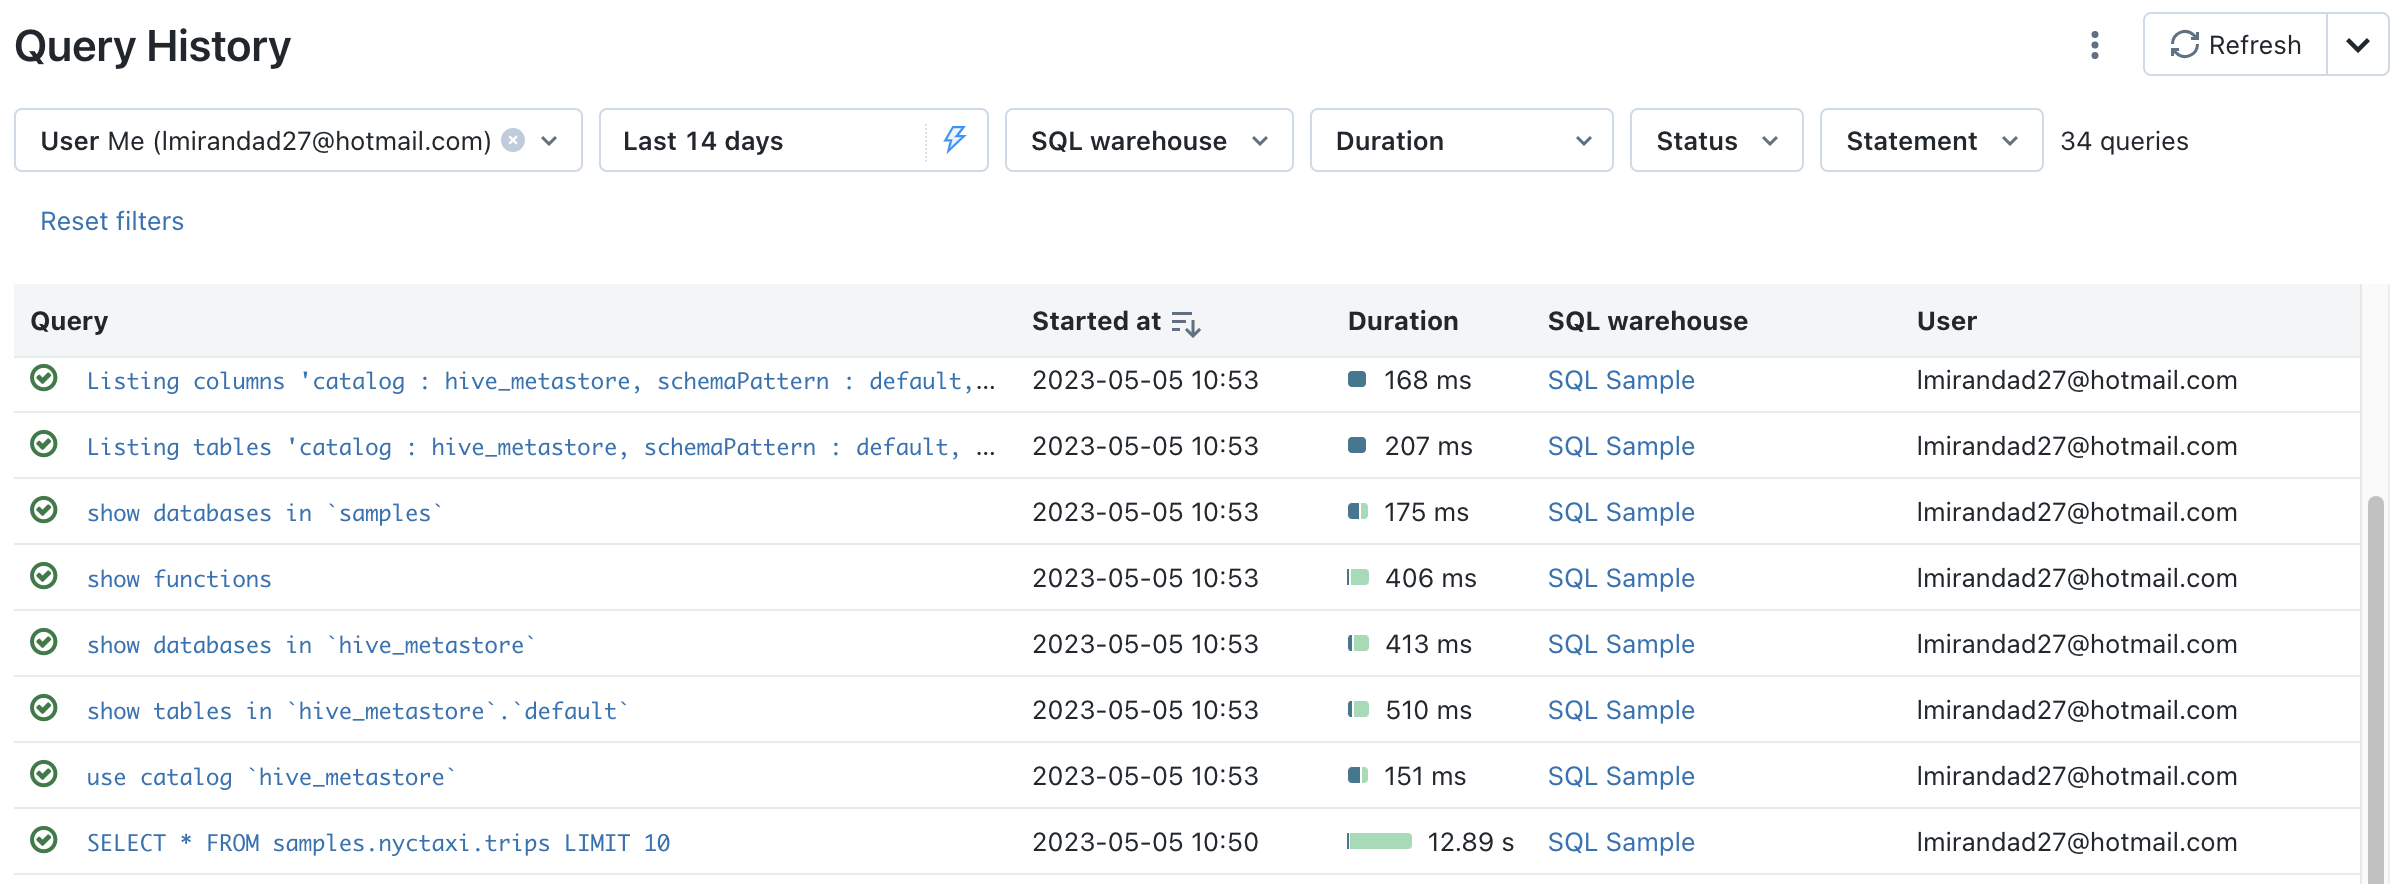 Query History
Refresh
User Me (lmirandad27@hotmail.com)
Last 14 days
SQL warehouse
Duration
Status
Statement
34 queries
Reset filters
Query Started at Duration SQL warehouse User
Listing columns 'catalog : hive_metastore, schemaPattern : default,... 2023-05-05 10:53 168 ms SQL Sample lmirandad27@hotmail.com
Listing tables 'catalog : hive_metastore, schemaPattern : default, ... 2023-05-05 10:53 207 ms SQL Sample lmirandad27@hotmail.com
show databases in `samples` 2023-05-05 10:53 175 ms SQL Sample lmirandad27@hotmail.com
show functions 2023-05-05 10:53 406 ms SQL Sample lmirandad27@hotmail.com
show databases in `hive_metastore` 2023-05-05 10:53 413 ms SQL Sample lmirandad27@hotmail.com
show tables in `hive_metastore`.`default` 2023-05-05 10:53 510 ms SQL Sample lmirandad27@hotmail.com
use catalog `hive_metastore` 2023-05-05 10:53 151 ms SQL Sample lmirandad27@hotmail.com
SELECT * FROM samples.nyctaxi.trips LIMIT 10 2023-05-05 10:50 12.89 s SQL Sample lmirandad27@hotmail.com